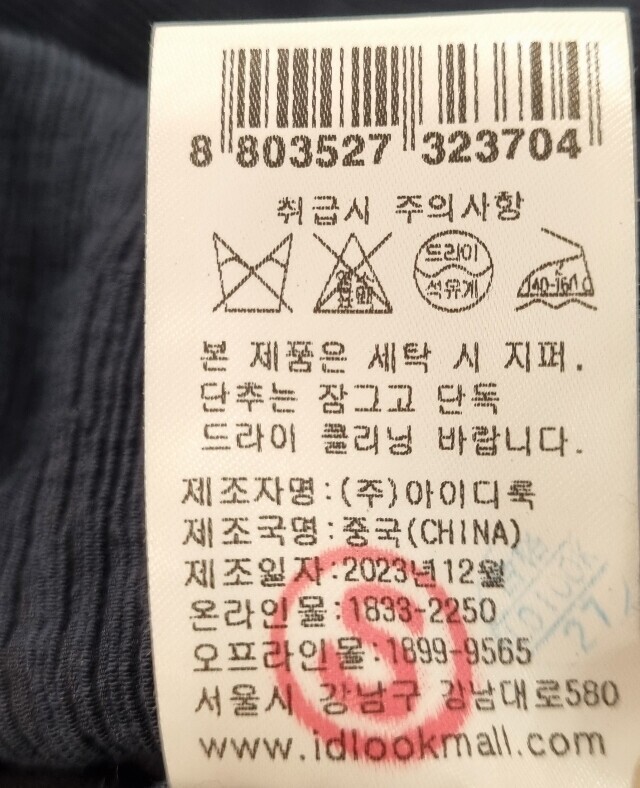 8 803527 323704
취급시 주의사항
드라이
석유계
140-160℃
본 제품은 세탁 시 지퍼.
단추는 잠그고 단독
드라이 클리닝 바랍니다.
제조자명:(주)아이디룩
제조국명:중국(CHINA)
제조일자:2023년12월
온라인몰:1833-2250
오프라인몰:1899-9565
서울시 강남구 강남대로580
www.idlookmall.com